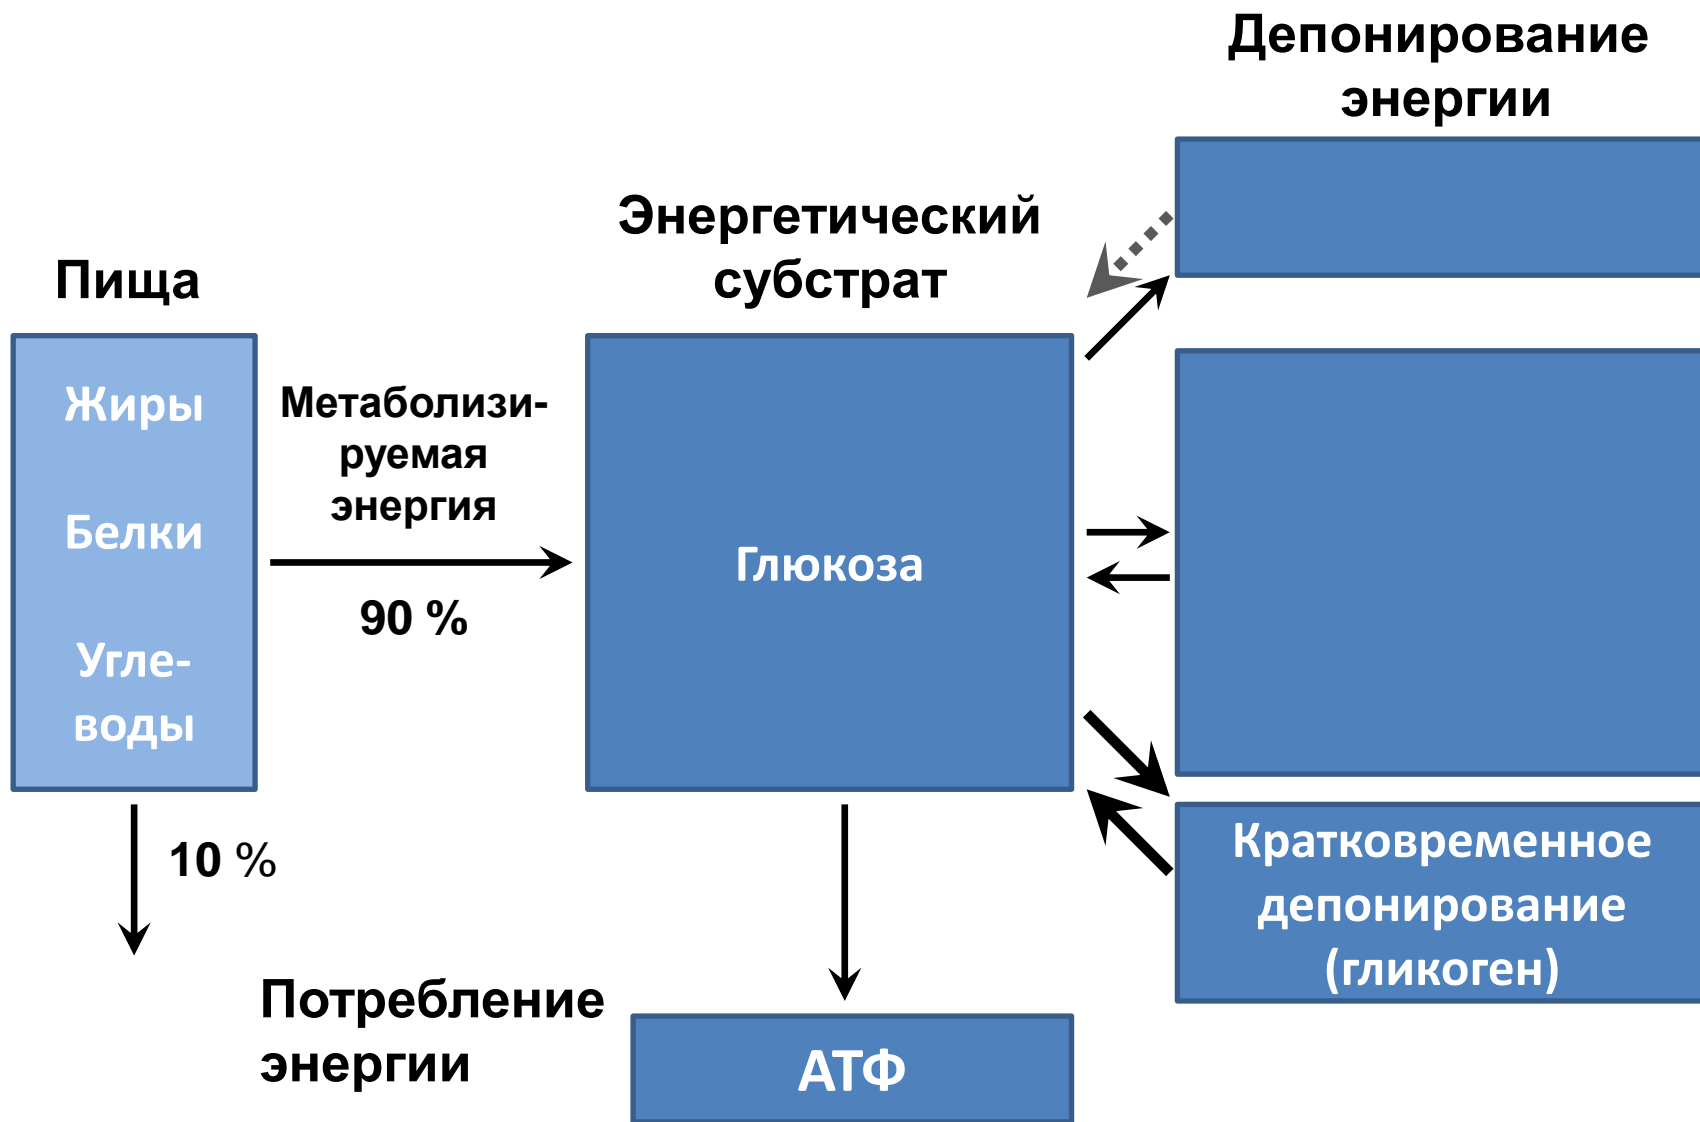 Депонирование
энергии
Энергетический
субстрат
Пища
Жиры
Белки
Угле-
воды
Метаболизи-
руемая
энергия
90 %
Глюкоза
10 %
Кратковременное
депонирование
(гликоген)
Потребление
энергии
АТФ